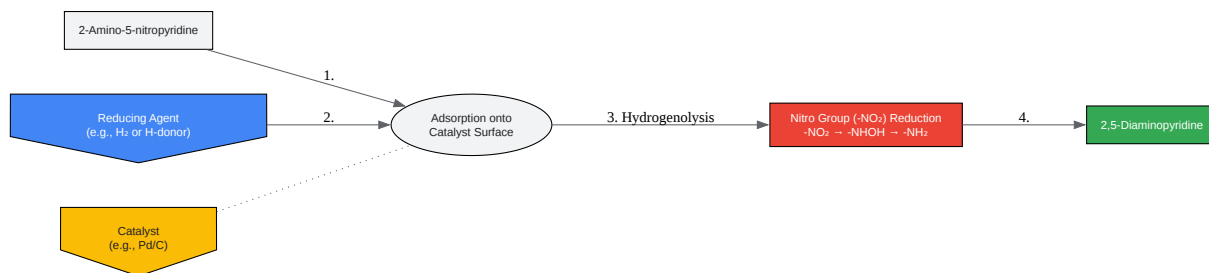 2-Amino-5-nitropyridine
1.
Reducing Agent
(e.g., H₂ or H-donor)
2.
Adsorption onto
Catalyst Surface
3. Hydrogenolysis
Nitro Group (-NO₂) Reduction
-NO₂ → -NHOH → -NH₂
4.
2,5-Diaminopyridine
Catalyst
(e.g., Pd/C)